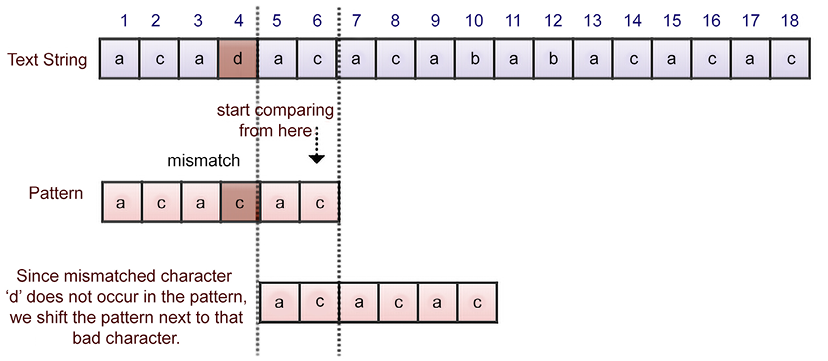 1 2 3 4 5 6 7 8 9 10 11 12 13 14 15 16 17 18
Text String a c a d a c a c a b a b a c a c a c
start comparing
from here
mismatch
Pattern a c a c a c
Since mismatched character
‘d’ does not occur in the pattern,
we shift the pattern next to that
bad character.
a c a c a c